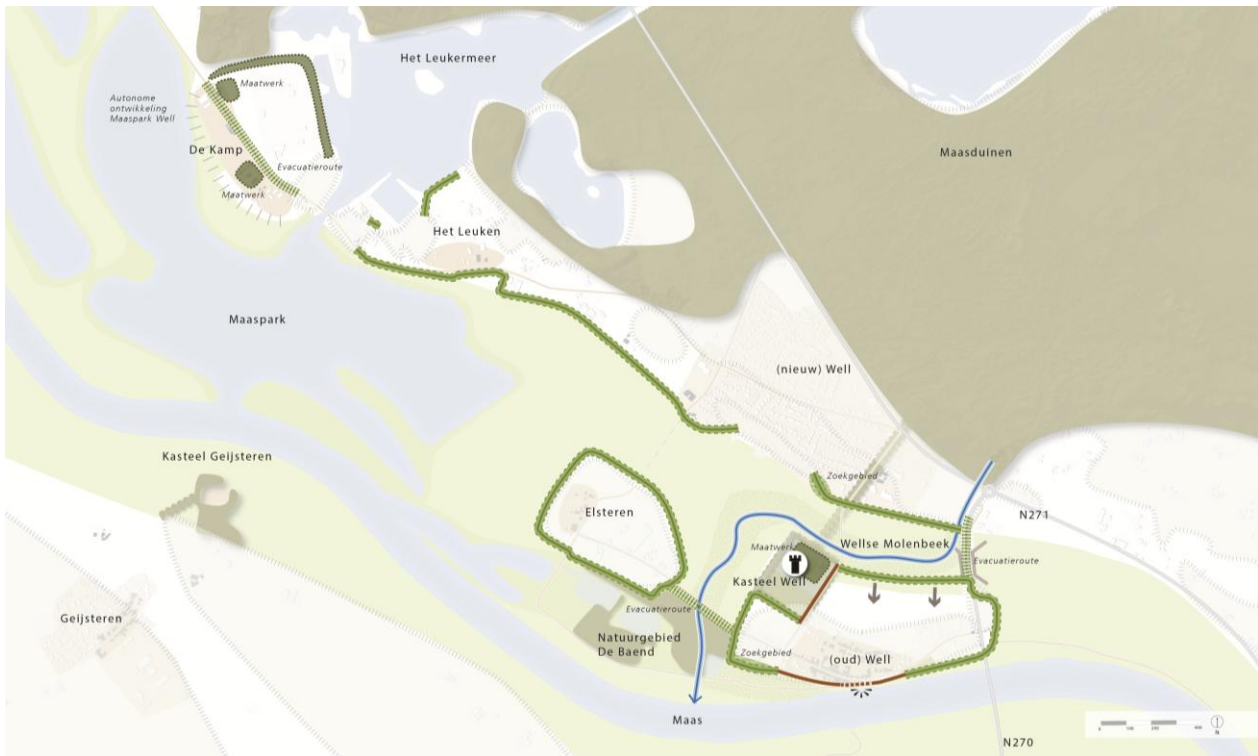 Het Leukermeer
Maatwerk
Autonome
ontwikkeling
Maaspark Well
De Kamp
Evacuatieroute
Maatwerk
Maasduinen
Het Leuken
Maaspark
(nieuw) Well
Kasteel Geijsteren
Zoekgebied
Elsteren
N271
Wellse Molenbeek
Maatwerk
Evacuatieroute
Kasteel Well
Evacuatieroute
Geijsteren
Natuurgebied
De Baend
Zoekgebied
(oud) Well
Maas
N270
N